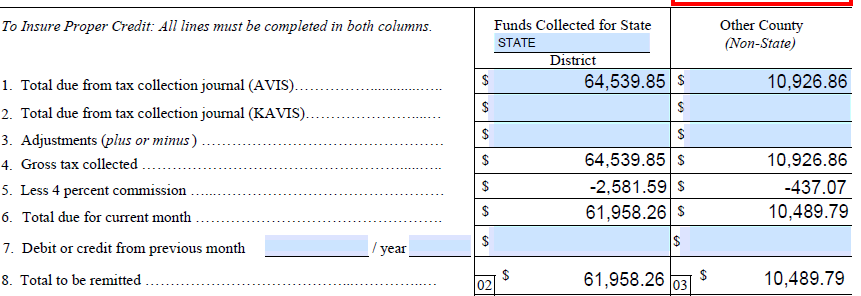 To Insure Proper Credit: All lines must be completed in both columns.
Funds Collected for State
STATE
District
Other County
(Non-State)
1. Total due from tax collection journal (AVIS)................................. $ 64,539.85 $ 10,926.86
2. Total due from tax collection journal (KAVIS)............................... $ $
3. Adjustments (plus or minus) ...................................................... $ $
4. Gross tax collected ................................................................. $ 64,539.85 $ 10,926.86
5. Less 4 percent commission ...................................................... $ -2,581.59 $ -437.07
6. Total due for current month ..................................................... $ 61,958.26 $ 10,489.79
7. Debit or credit from previous month / year $ $
8. Total to be remitted ............................................................... 02 $ 61,958.26 03 $ 10,489.79